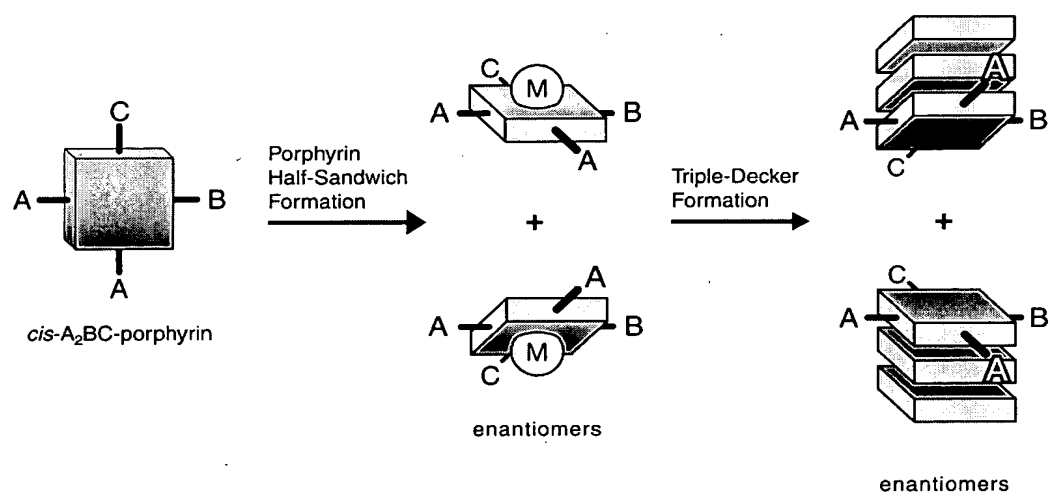 C
A
B
A
cis-A₂BC-porphyrin
Porphyrin
Half-Sandwich
Formation
C
M
A
B
A
+
A
A
B
C
M
enantiomers
Triple-Decker
Formation
A
A
B
C
+
C
A
B
A
enantiomers